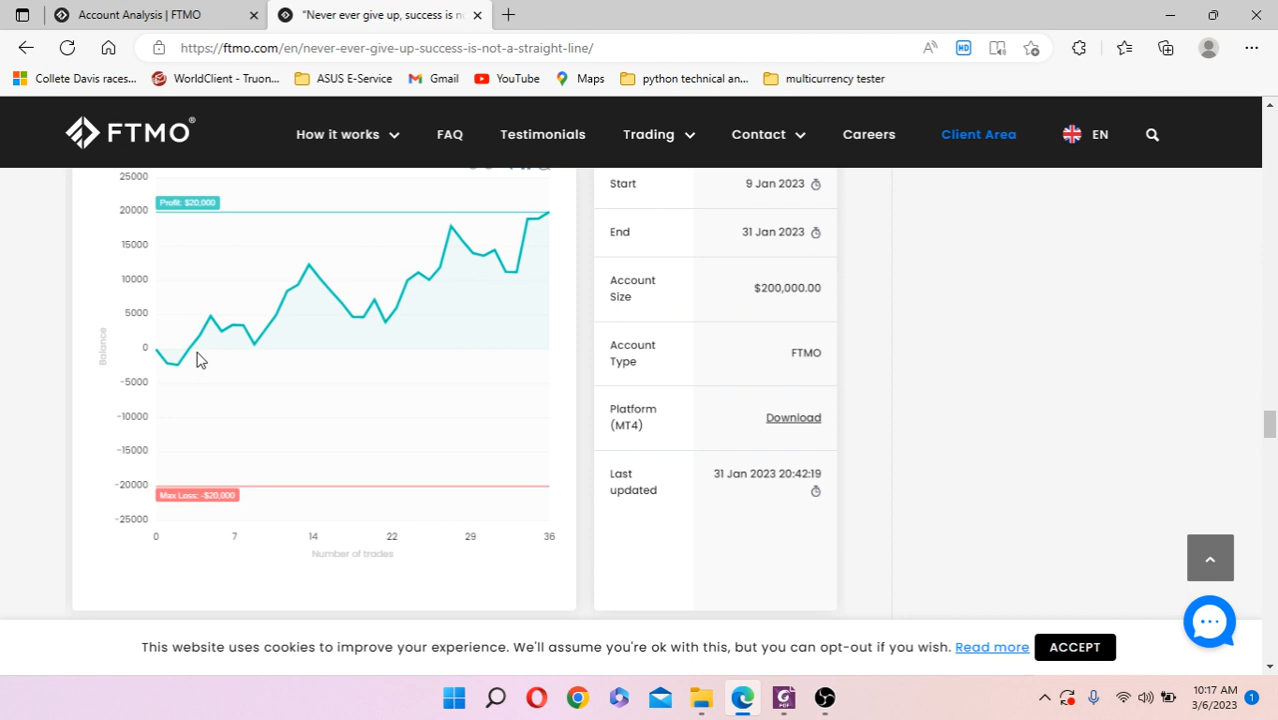 Account Analysis | FTMO
"Never ever give up, success is n
https://ftmo.com/en/never-ever-give-up-success-is-not-a-straight-line/
Collete Davis races...
WorldClient - Truon...
ASUS E-Service
Gmail
YouTube
Maps
python technical an...
multicurrency tester
FTMO®
How it works
FAQ
Testimonials
Trading
Contact
Careers
Client Area
EN
25000
Profit: $20,000
20000
15000
10000
5000
0
-5000
-10000
-15000
-20000
Max Loss: -$20,000
-25000
Balance
0 7 14 22 29 36
Number of trades
Start 9 Jan 2023
End 31 Jan 2023
Account
Size
$200,000.00
Account
Type
FTMO
Platform
(MT4)
Download
Last
updated
31 Jan 2023 20:42:19
This website uses cookies to improve your experience. We'll assume you're ok with this, but you can opt-out if you wish. Read more ACCEPT
10:17 AM
3/6/2023
1